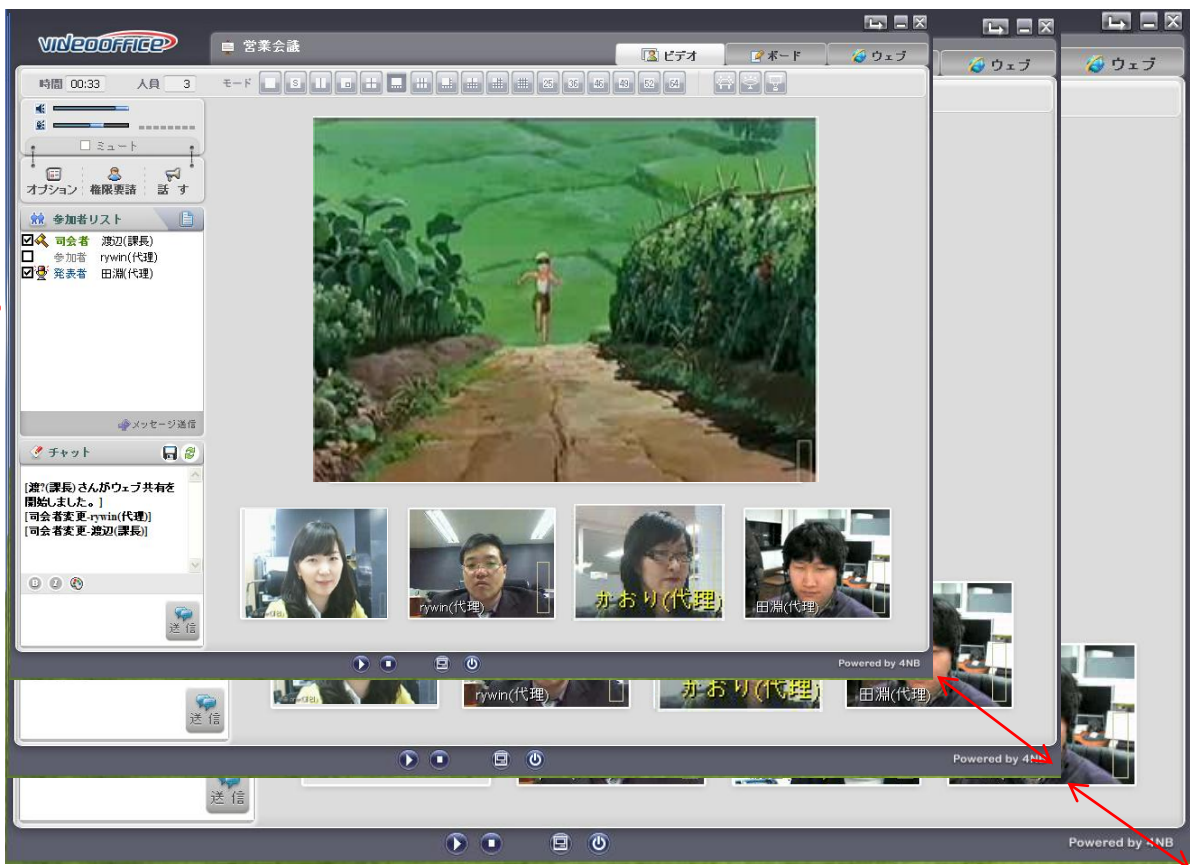 VIDEOOFFICE
営業会議
ビデオ
ボード
ウェブ
ウェブ
ウェブ
時間 00:33 人員 3
モード
S
25
36
46
49
52
64
ミュート
オプション 権限要請 話す
参加者リスト
司会者 渡辺(課長)
参加者 rywin(代理)
発表者 田淵(代理)
メッセージ送信
チャット
[渡?(課長)さんがウェブ共有を
開始しました。]
[司会者変更-rywin(代理)]
[司会者変更-渡辺(課長)]
送信
rywin(代理)
かおり(代理)
田淵(代理)
Powered by 4NB
送信
rywin(代理)
かおり(代理)
田淵(代理)
Powered by 4NB
送信
Powered by 4NB